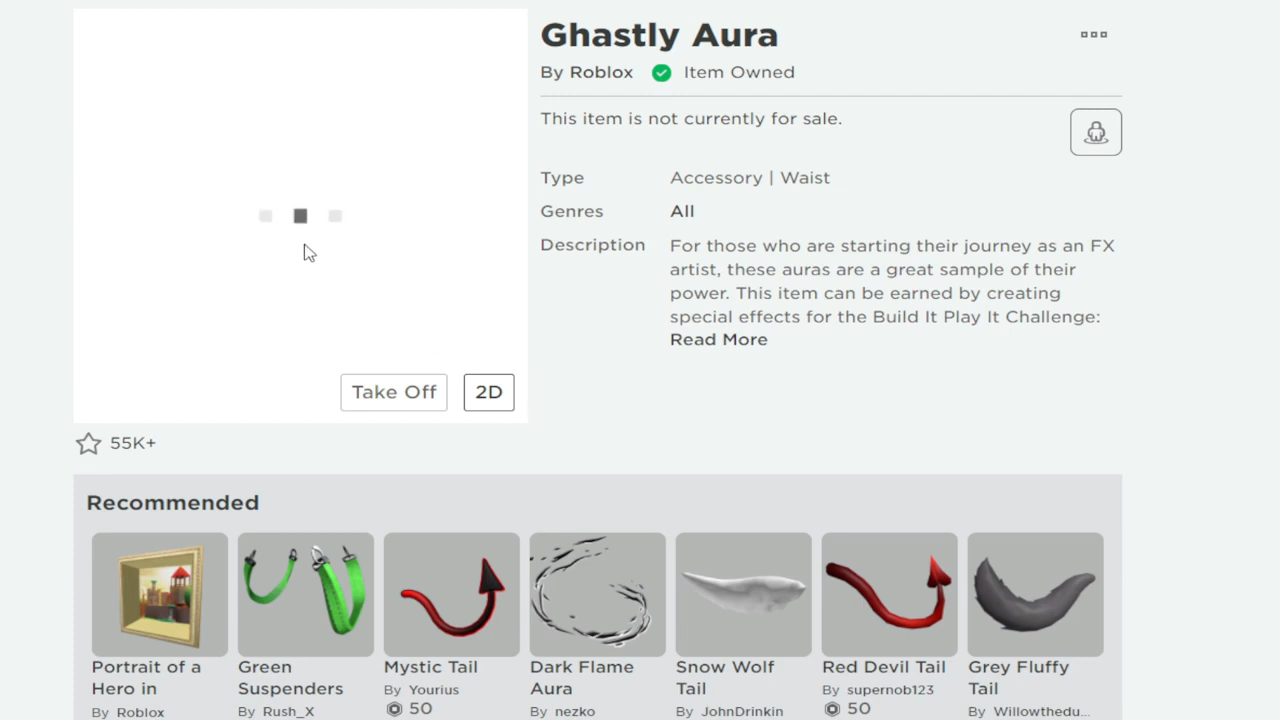 Ghastly Aura
By Roblox Item Owned
This item is not currently for sale.
Type Accessory | Waist
Genres All
Description For those who are starting their journey as an FX
artist, these auras are a great sample of their
power. This item can be earned by creating
special effects for the Build It Play It Challenge:
Read More
Take Off 2D
55K+
Recommended
Portrait of a
Hero in
By Roblox
Green
Suspenders
By Rush_X
Mystic Tail
By Yourius
50
Dark Flame
Aura
By nezko
Snow Wolf
Tail
By JohnDrinkin
Red Devil Tail
By supernob123
50
Grey Fluffy
Tail
By Willowthedu...